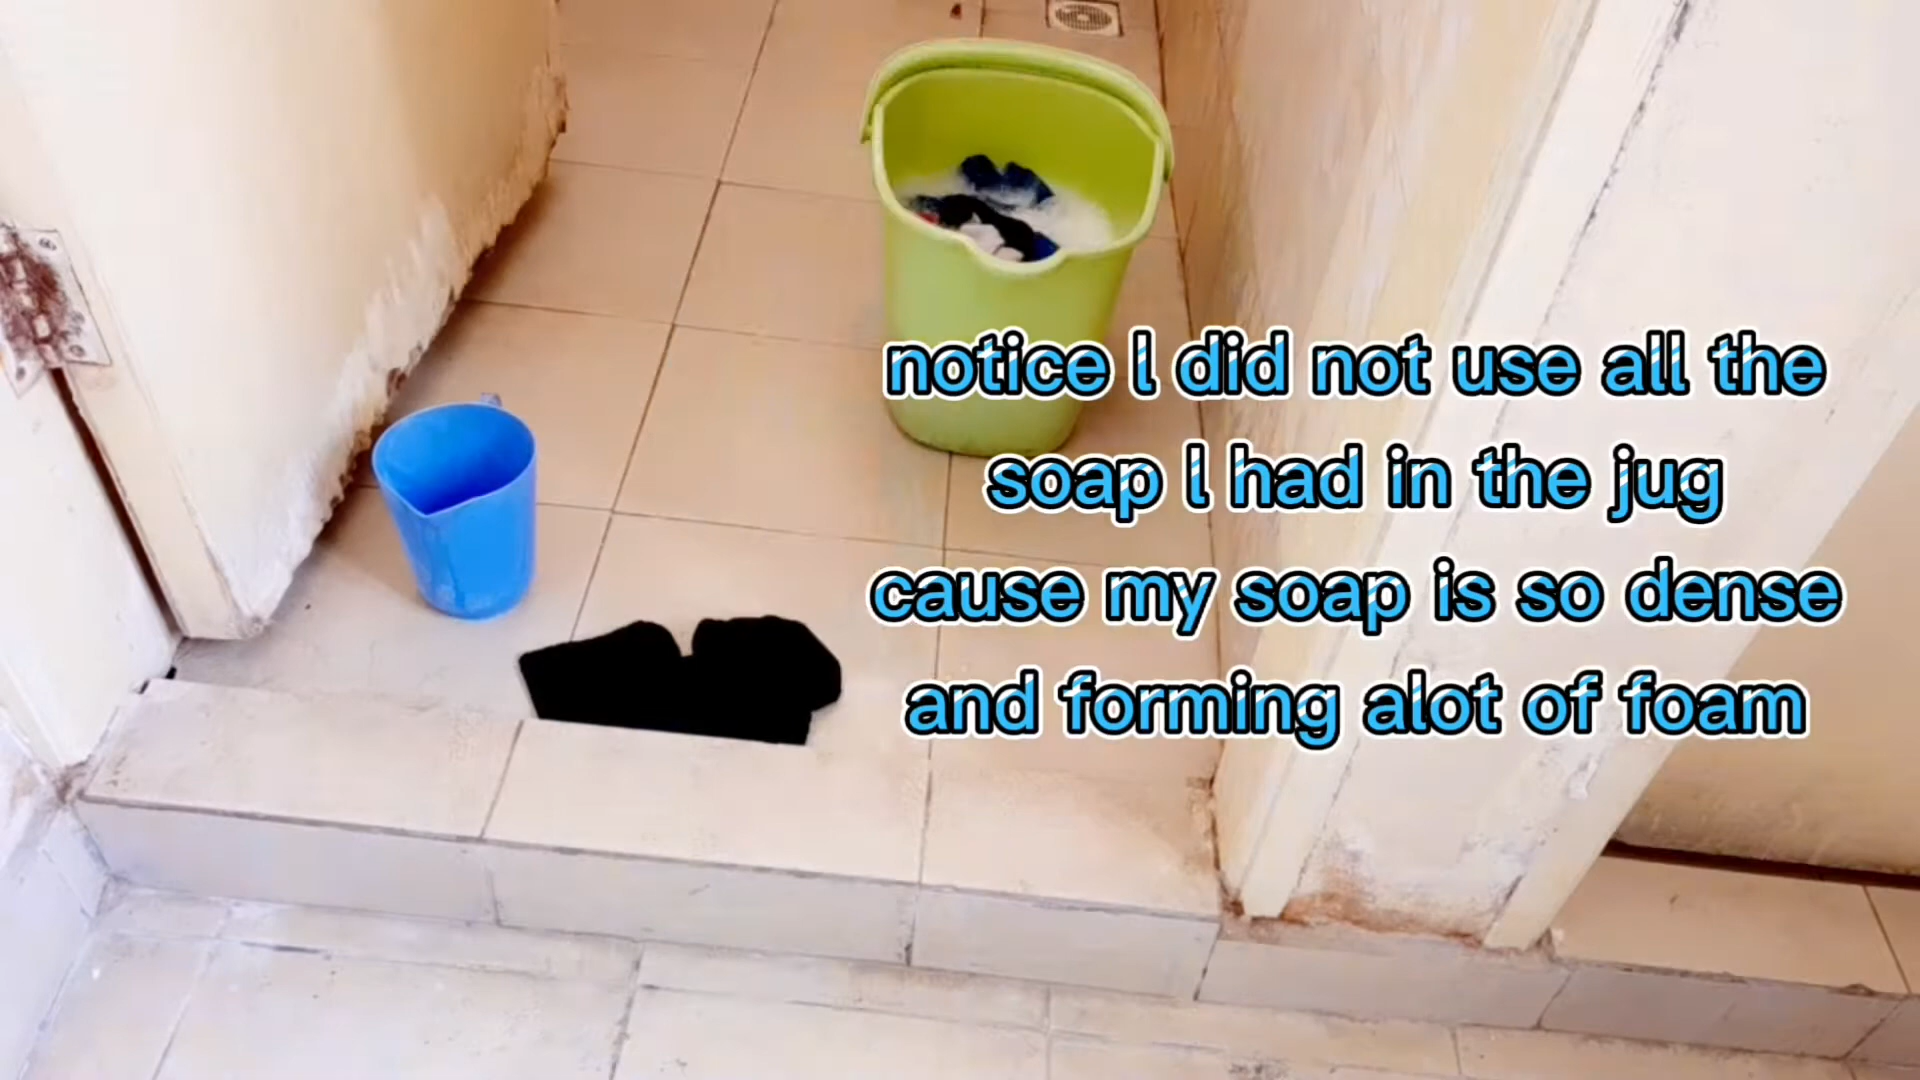 notice l did not use all the
soap l had in the jug
cause my soap is so dense
and forming alot of foam